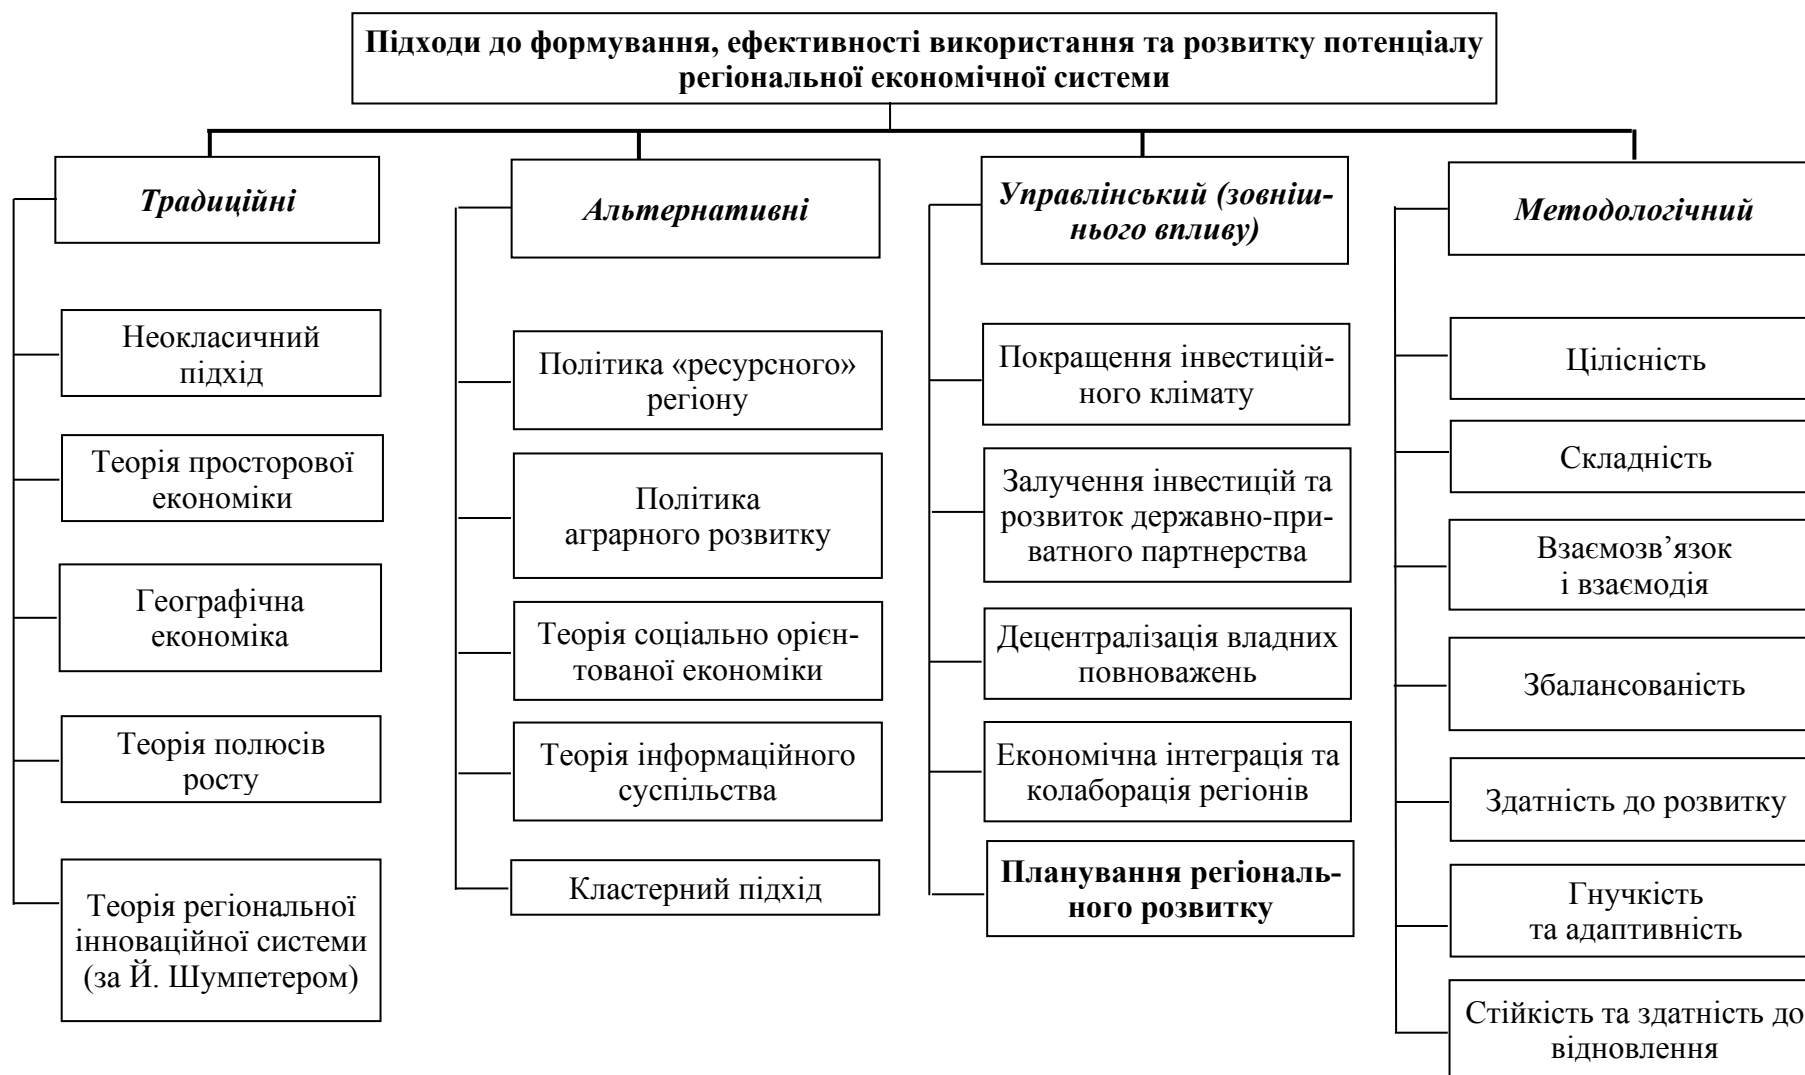 Підходи до формування, ефективності використання та розвитку потенціалу
регіональної економічної системи
Традиційні
Неокласичний
підхід
Теорія просторової
економіки
Географічна
економіка
Теорія полюсів
росту
Теорія регіональної
інноваційної системи
(за Й. Шумпетером)
Альтернативні
Політика «ресурсного»
регіону
Політика
аграрного розвитку
Теорія соціально орієн-
тованої економіки
Теорія інформаційного
суспільства
Кластерний підхід
Управлінський (зовніш-
нього впливу)
Покращення інвестицій-
ного клімату
Залучення інвестицій та
розвиток державно-при-
ватного партнерства
Децентралізація владних
повноважень
Економічна інтеграція та
колаборація регіонів
Планування регіональ-
ного розвитку
Методологічний
Цілісність
Складність
Взаємозв’язок
і взаємодія
Збалансованість
Здатність до розвитку
Гнучкість
та адаптивність
Стійкість та здатність до
відновлення